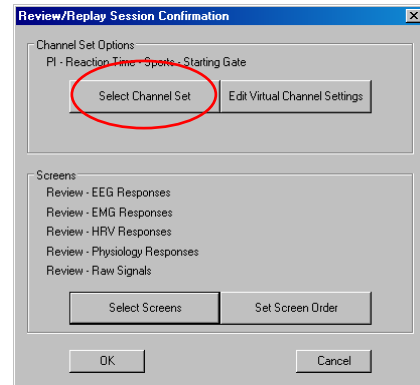 Review/Replay Session Confirmation
Channel Set Options
PI - Reaction Time - Sports - Starting Gate
Select Channel Set
Edit Virtual Channel Settings
Screens
Review - EEG Responses
Review - EMG Responses
Review - HRV Responses
Review - Physiology Responses
Review - Raw Signals
Select Screens
Set Screen Order
OK
Cancel